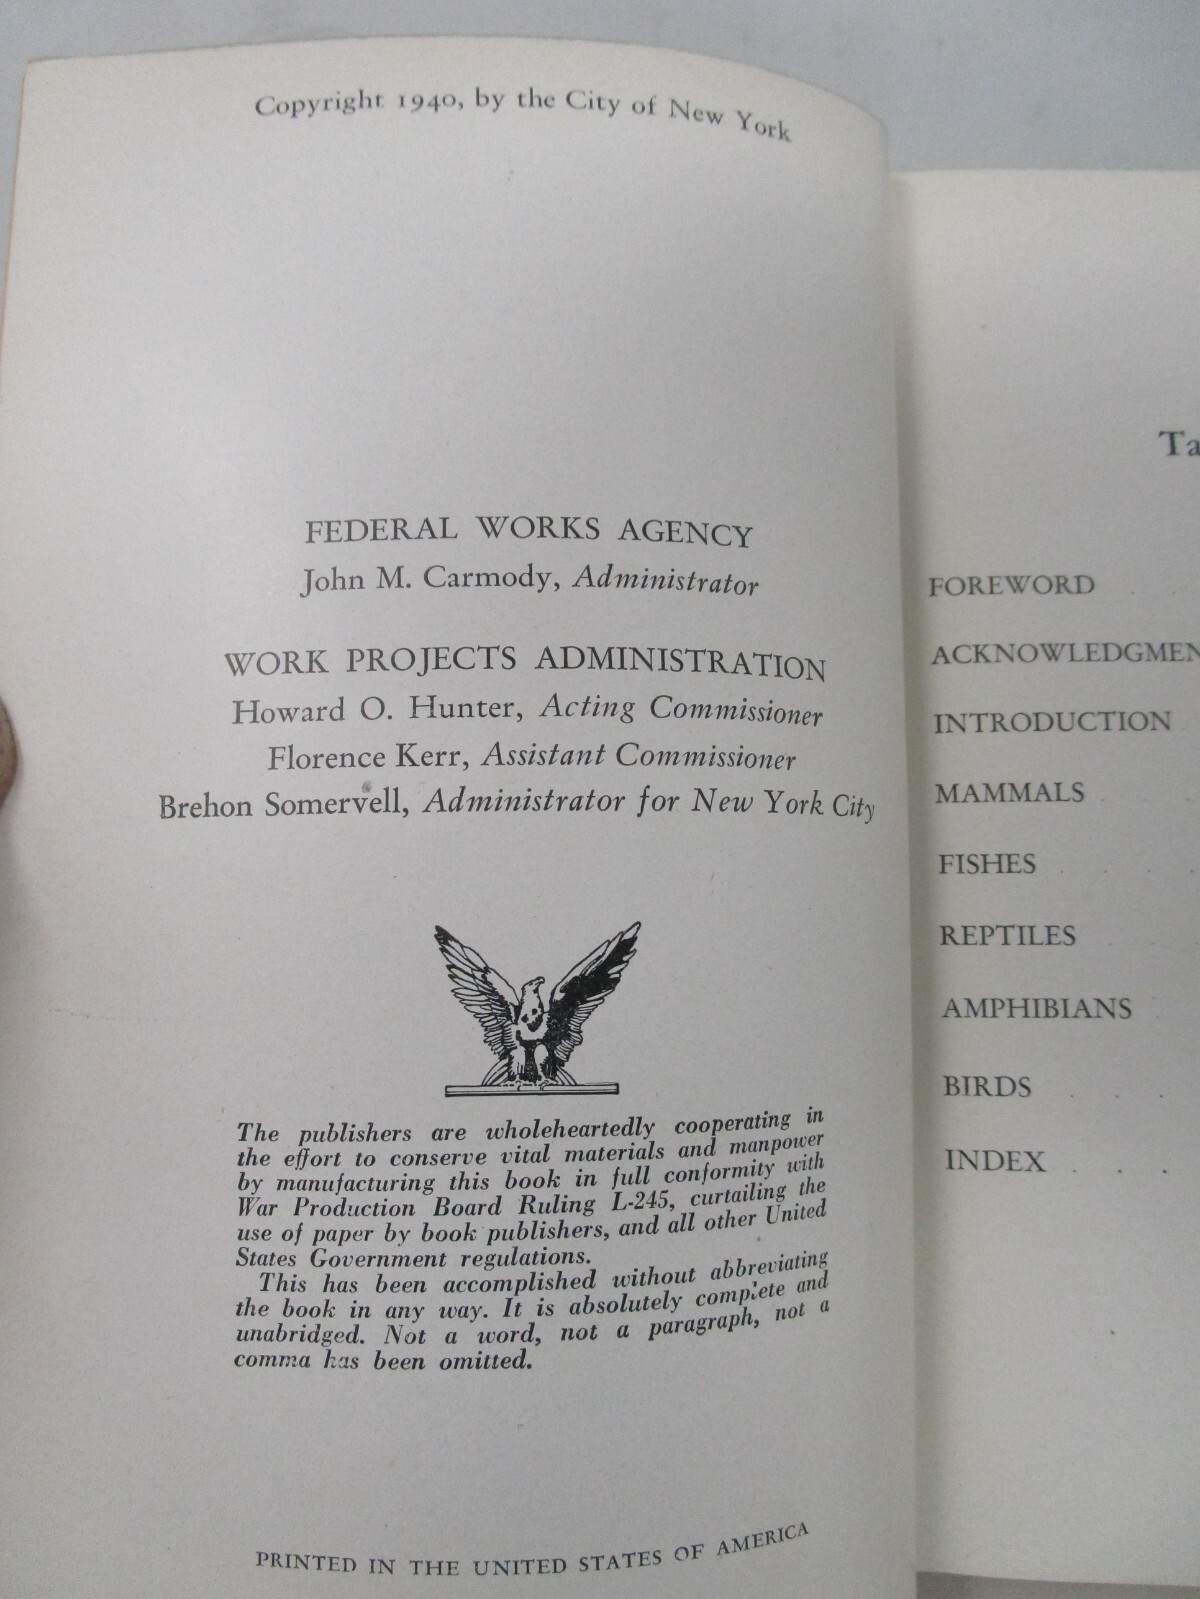 Copyright 1940, by the City of New York
FEDERAL WORKS AGENCY
John M. Carmody, Administrator
WORK PROJECTS ADMINISTRATION
Howard O. Hunter, Acting Commissioner
Florence Kerr, Assistant Commissioner
Brehon Somervell, Administrator for New York City
The publishers are wholeheartedly cooperating in
the effort to conserve vital materials and manpower
by manufacturing this book in full conformity with
War Production Board Ruling L-245, curtailing the
use of paper by book publishers, and all other United
States Government regulations.
This has been accomplished without abbreviating
the book in any way. It is absolutely complete and
unabridged. Not a word, not a paragraph, not a
comma has been omitted.
PRINTED IN THE UNITED STATES OF AMERICA
Ta
FOREWORD
ACKNOWLEDGMEN
INTRODUCTION
MAMMALS
FISHES
REPTILES
AMPHIBIANS
BIRDS . . .
INDEX . . .